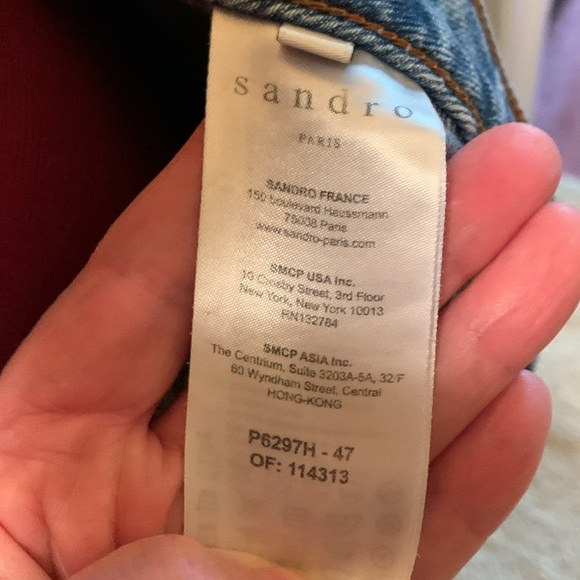 sandro
PARIS
SANDRO FRANCE
150 boulevard Haussmann
75008 Paris
www.sandro-paris.com
SMCP USA Inc.
10 Crosby Street, 3rd Floor
New York, New York 10013
RN132784
SMCP ASIA Inc.
The Centrium, Suite 3203A-5A, 32/F
60 Wyndham Street, Central
HONG-KONG
P6297H - 47
OF: 114313